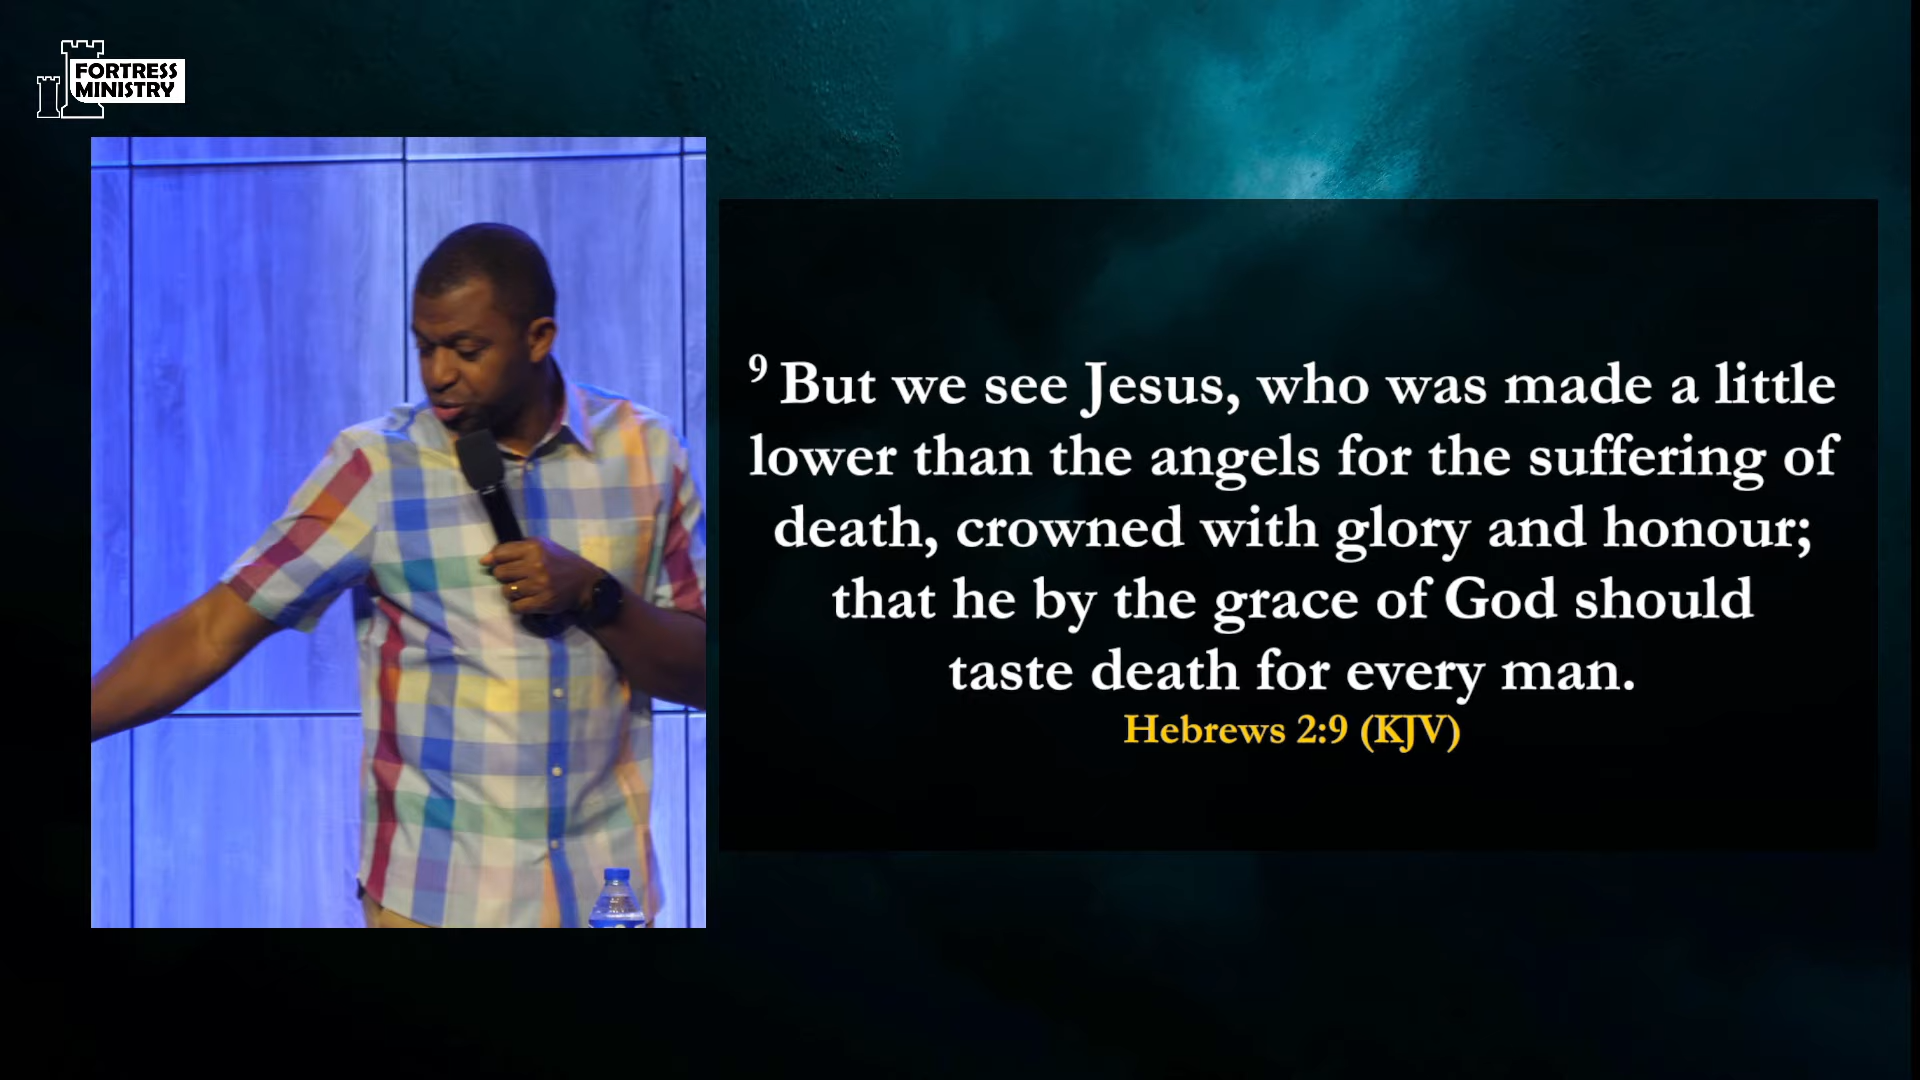 FORTRESS
MINISTRY
9 But we see Jesus, who was made a little
lower than the angels for the suffering of
death, crowned with glory and honour;
that he by the grace of God should
taste death for every man.
Hebrews 2:9 (KJV)